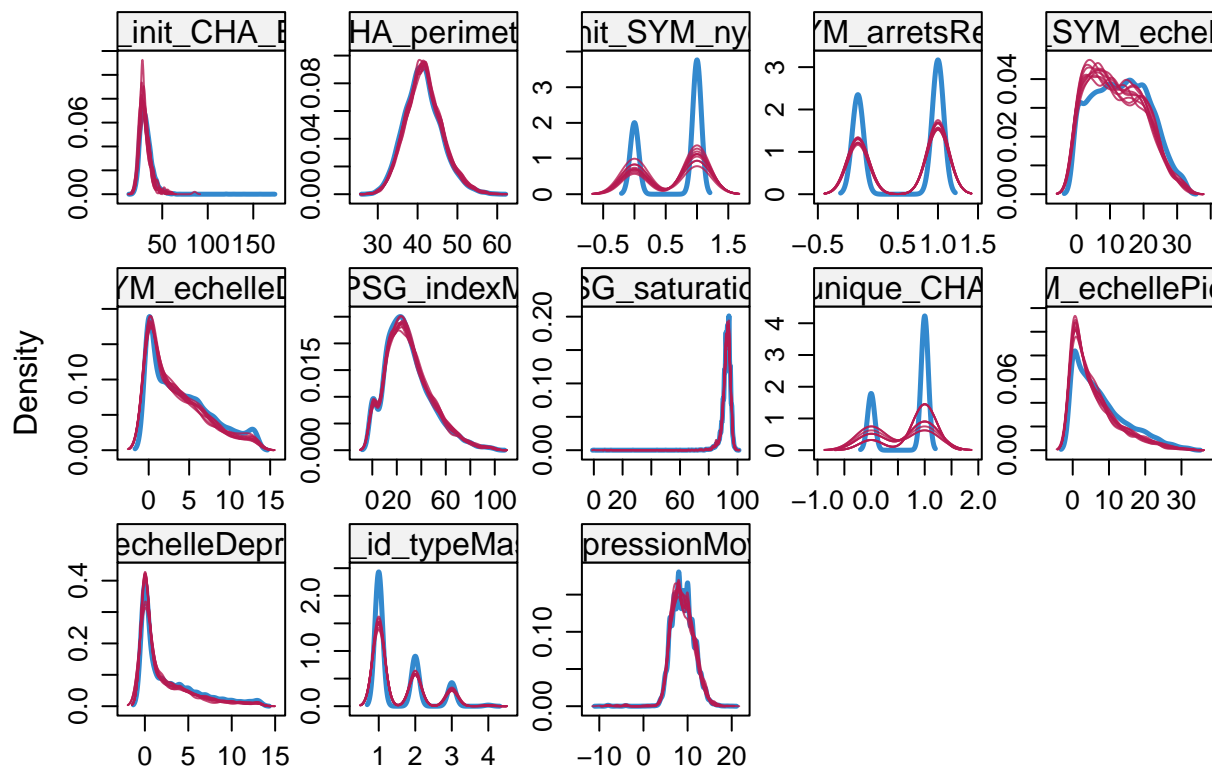 _init_CHA_E
HA_perimet
nit_SYM_ny
YM_arretsRe
_SYM_echel
0.00 0.06
0.00 0.04 0.08
0 1 2 3
0 1 2 3
0.00 0.02 0.04
50 100 150
30 40 50 60
−0.5 0.5 1.5
−0.5 0.5 1.0 1.5
0 10 20 30
Density
YM_echelleD
PSG_indexM
SG_saturatio
unique_CHA
M_echellePic
0.00 0.10
0.000 0.015
0.00 0.10 0.20
0 1 2 3 4
0.00 0.06
0 5 10 15
0 20 60 100
0 20 60 100
−1.0 0.0 1.0 2.0
0 10 20 30
echelleDepr
_id_typeMas
pressionMoy
0.0 0.2 0.4
0.0 1.0 2.0
0.00 0.10
0 5 10 15
1 2 3 4
−10 0 10 20